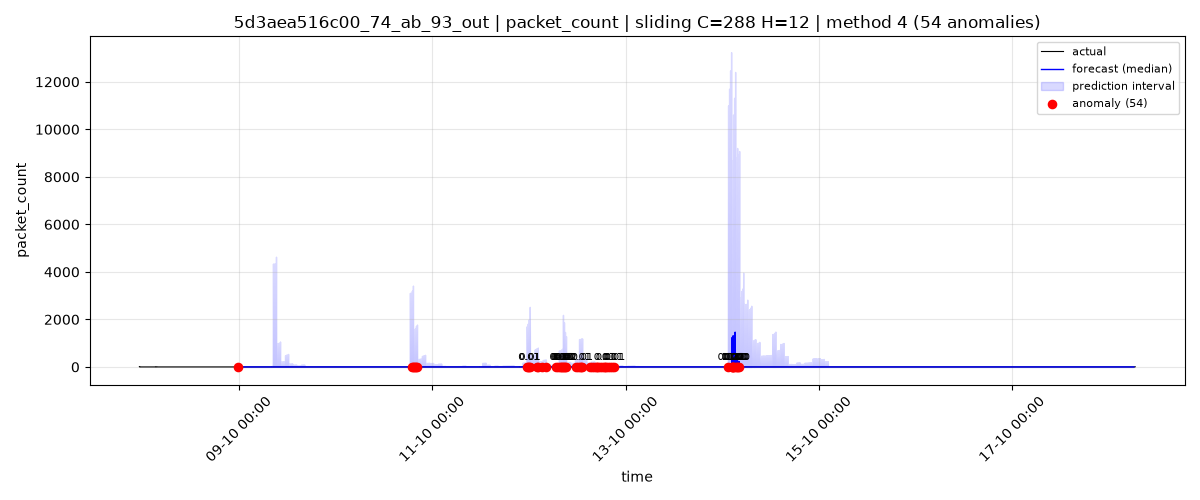 5d3aea516c00_74_ab_93_out | packet_count | sliding C=288 H=12 | method 4 (54 anomalies)
actual
forecast (median)
prediction interval
anomaly (54)
packet_count
12000
10000
8000
6000
4000
2000
0
09-10 00:00
11-10 00:00
13-10 00:00
15-10 00:00
17-10 00:00
time